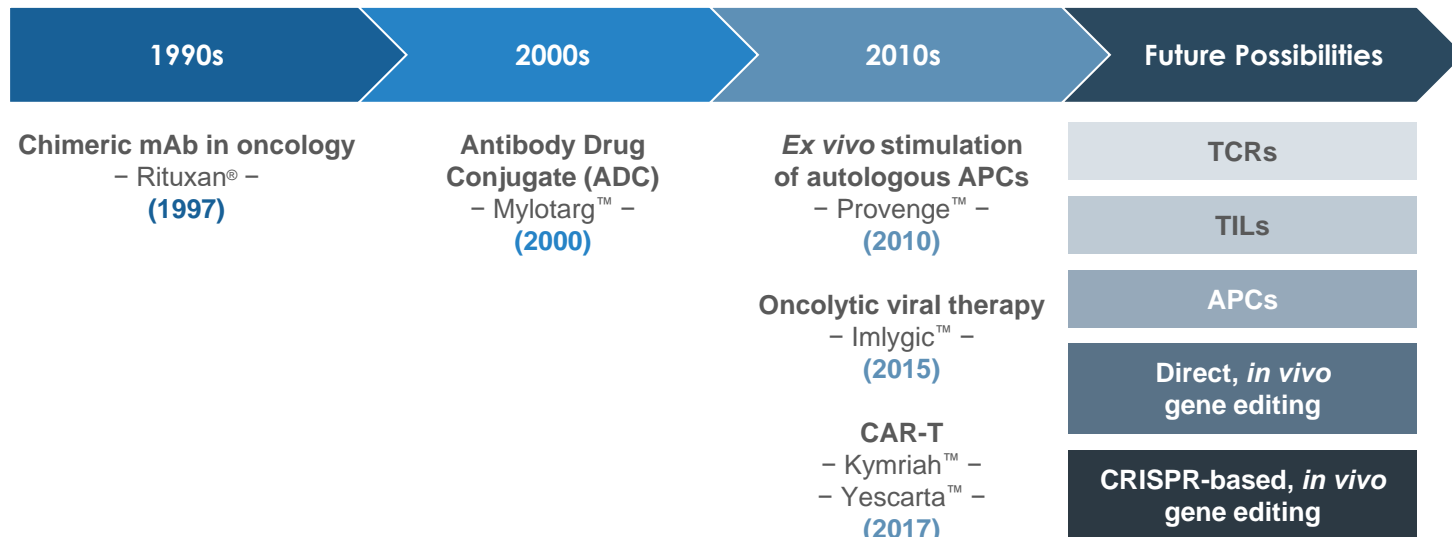 1990s
2000s
2010s
Future Possibilities
Chimeric mAb in oncology
– Rituxan® –
(1997)
Antibody Drug
Conjugate (ADC)
– Mylotarg™ –
(2000)
Ex vivo stimulation
of autologous APCs
– Provenge™ –
(2010)
Oncolytic viral therapy
– Imlygic™ –
(2015)
CAR-T
– Kymriah™ –
– Yescarta™ –
(2017)
TCRs
TILs
APCs
Direct, in vivo
gene editing
CRISPR-based, in vivo
gene editing